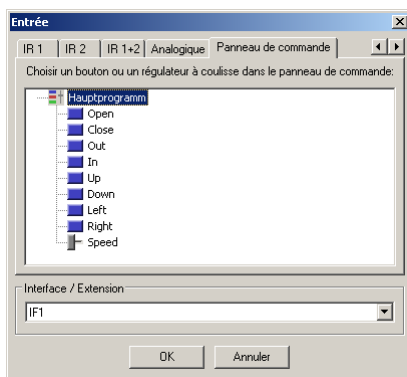 Entrée
IR 1 IR 2 IR 1+2 Analogique Panneau de commande
Choisir un bouton ou un régulateur à coulisse dans le panneau de commande:
Hauptprogramm
Open
Close
Out
In
Up
Down
Left
Right
Speed
Interface / Extension
IF1
OK Annuler